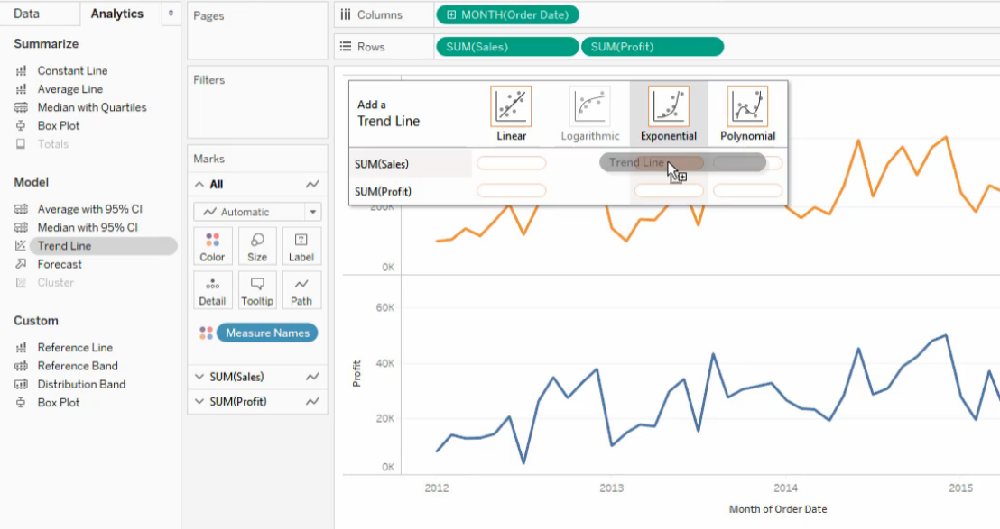 Data
Analytics
Summarize
Constant Line
Average Line
Median with Quartiles
Box Plot
Totals
Model
Average with 95% CI
Median with 95% CI
Trend Line
Forecast
Cluster
Custom
Reference Line
Reference Band
Distribution Band
Box Plot
Pages
Filters
Marks
All
Automatic
Color Size Label
Detail Tooltip Path
Measure Names
SUM(Sales)
SUM(Profit)
Columns
MONTH(Order Date)
Rows
SUM(Sales) SUM(Profit)
Add a
Trend Line
Linear Logarithmic Exponential Polynomial
SUM(Sales)
Trend Line
SUM(Profit)
200K
0K
60K
40K
20K
0K
Profit
2012 2013 2014 2015
Month of Order Date